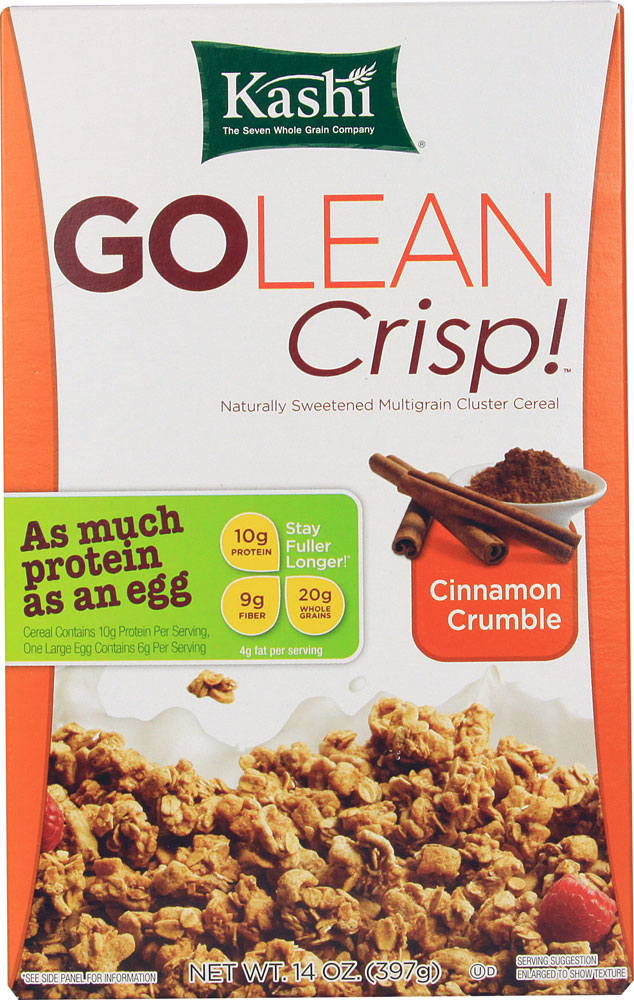 Kashi
The Seven Whole Grain Company
®
GOLEAN
Crisp!™
Naturally Sweetened Multigrain Cluster Cereal
As much
protein
as an egg
Cereal Contains 10g Protein Per Serving,
One Large Egg Contains 6g Per Serving
10g
PROTEIN
Stay
Fuller
Longer!*
9g
FIBER
20g
WHOLE
GRAINS
4g fat per serving
Cinnamon
Crumble
*SEE SIDE PANEL FOR INFORMATION
NET WT. 14 OZ. (397g)
U D
SERVING SUGGESTION
ENLARGED TO SHOW TEXTURE